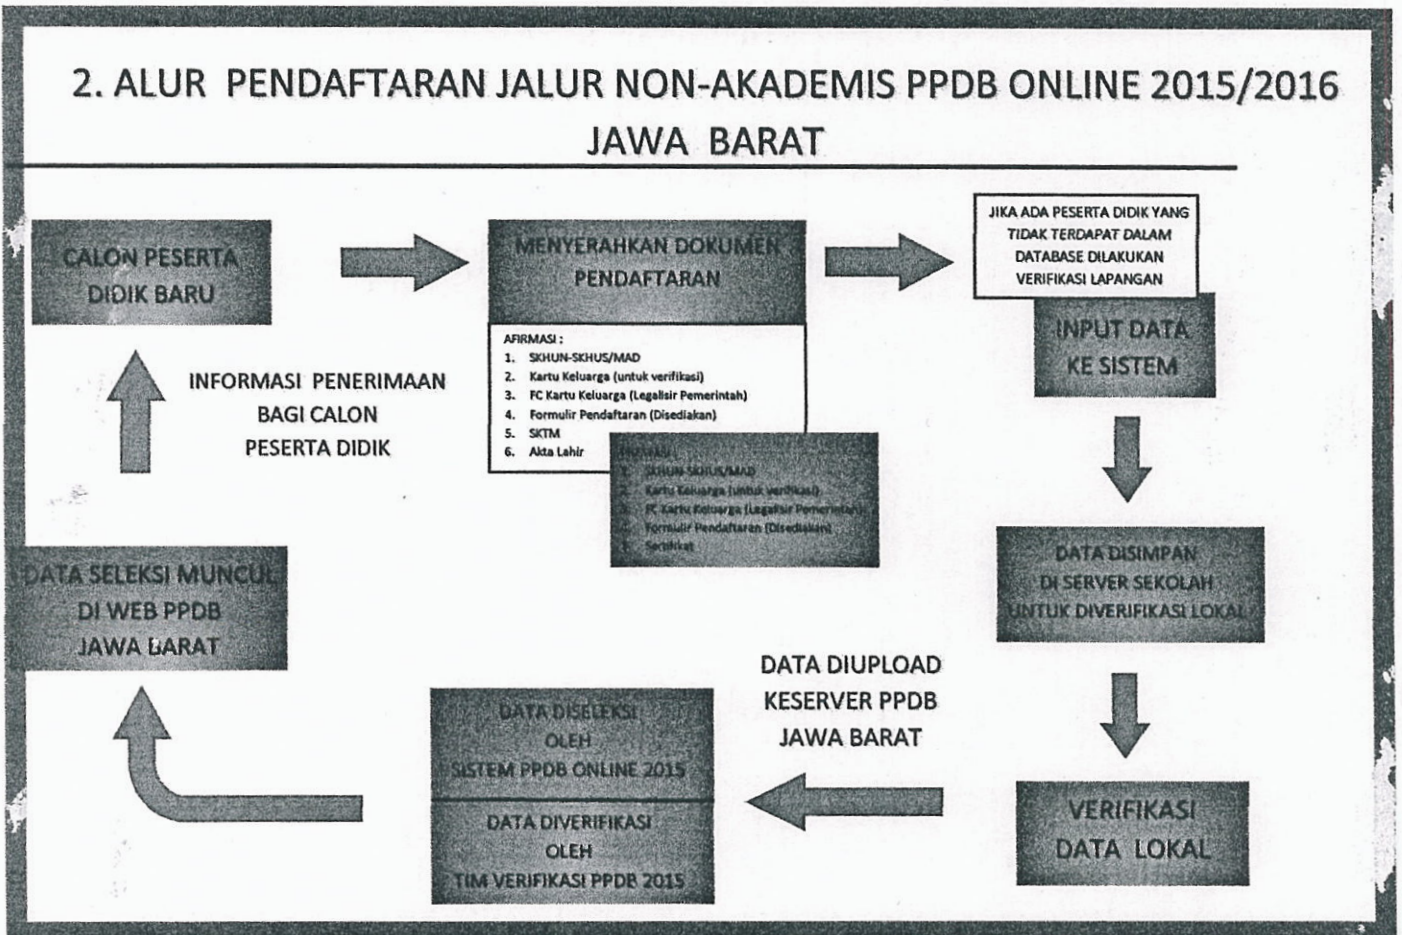 2. ALUR PENDAFTARAN JALUR NON-AKADEMIS PPDB ONLINE 2015/2016
JAWA BARAT
CALON PESERTA
DIDIK BARU
MENYERAHKAN DOKUMEN
PENDAFTARAN
AFIRMASI :
1. SKHUN-SKHUS/MAD
2. Kartu Keluarga (untuk verifikasi)
3. FC Kartu Keluarga (Legalisir Pemerintah)
4. Formulir Pendaftaran (Disediakan)
5. SKTM
6. Akta Lahir
SKHUN-SKHUS/MAD
Kartu Keluarga (untuk verifikasi)
FC Kartu Keluarga (Legalisir Pemerintah)
Formulir Pendaftaran (Disediakan)
Sertifikat
JIKA ADA PESERTA DIDIK YANG
TIDAK TERDAPAT DALAM
DATABASE DILAKUKAN
VERIFIKASI LAPANGAN
INPUT DATA
KE SISTEM
DATA DISIMPAN
DI SERVER SEKOLAH
UNTUK DIVERIFIKASI LOKAL
VERIFIKASI
DATA LOKAL
DATA DIUPLOAD
KESERVER PPDB
JAWA BARAT
DATA DISELEKSI
OLEH
SISTEM PPDB ONLINE 2015
DATA DIVERIFIKASI
OLEH
TIM VERIFIKASI PPDB 2015
DATA SELEKSI MUNCUL
DI WEB PPDB
JAWA BARAT
INFORMASI PENERIMAAN
BAGI CALON
PESERTA DIDIK